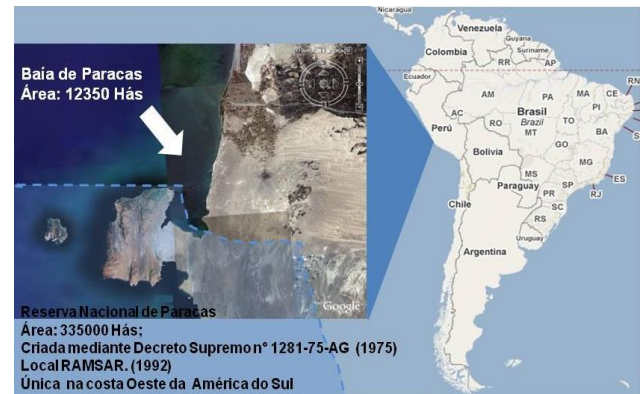 Baía de Paracas
Área: 12350 Hás
Google
Reserva Nacional de Paracas
Área: 335000 Hás;
Criada mediante Decreto Supremo n° 1281-75-AG (1975)
Local RAMSAR. (1992)
Única na costa Oeste da América do Sul
Nicaragua
Venezuela
Guyana
Suriname
Colombia
RR
AP
Ecuador
AM
PA
MA
CE
RN
PI
AC
Perú
RO
Brasil
Brazil
TO
MT
BA
Bolivia
GO
MG
MS
ES
Paraguay
SP
RJ
PR
Chile
SC
RS
Uruguay
Argentina